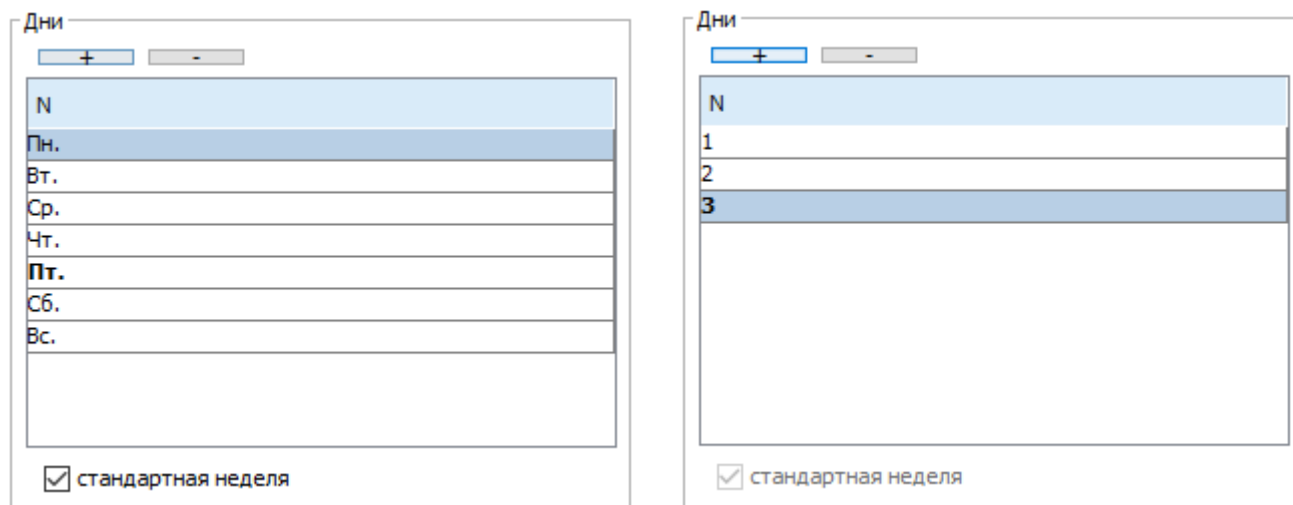 Дни
+ -
N
Пн.
Вт.
Ср.
Чт.
Пт.
Сб.
Вс.
стандартная неделя
Дни
+ -
N
1
2
3
стандартная неделя